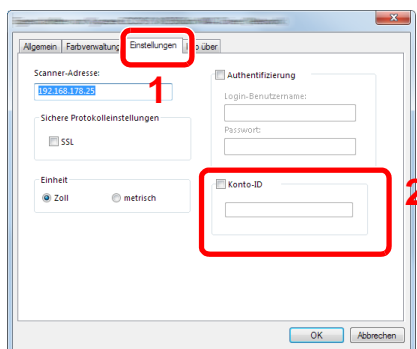 Allgemein Farbverwaltung Einstellungen über
1
Scanner-Adresse:
192.168.178.25
Sichere Protokolleinstellungen
SSL
Einheit
Zoll metrisch
Authentifizierung
Login-Benutzername:
Passwort:
Konto-ID
2
OK Abbrechen